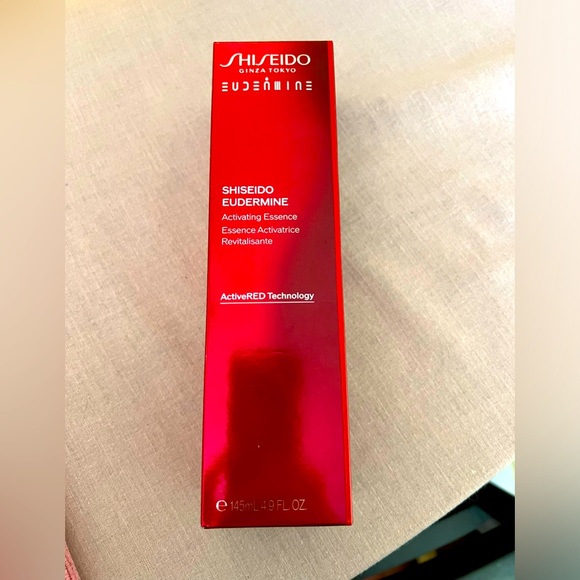 SHISEIDO
GINZA TOKYO
EUDERMINE
SHISEIDO
EUDERMINE
Activating Essence
Essence Activatrice
Revitalisante
ActiveRED Technology
℮ 145mL 4.9 FL. OZ.